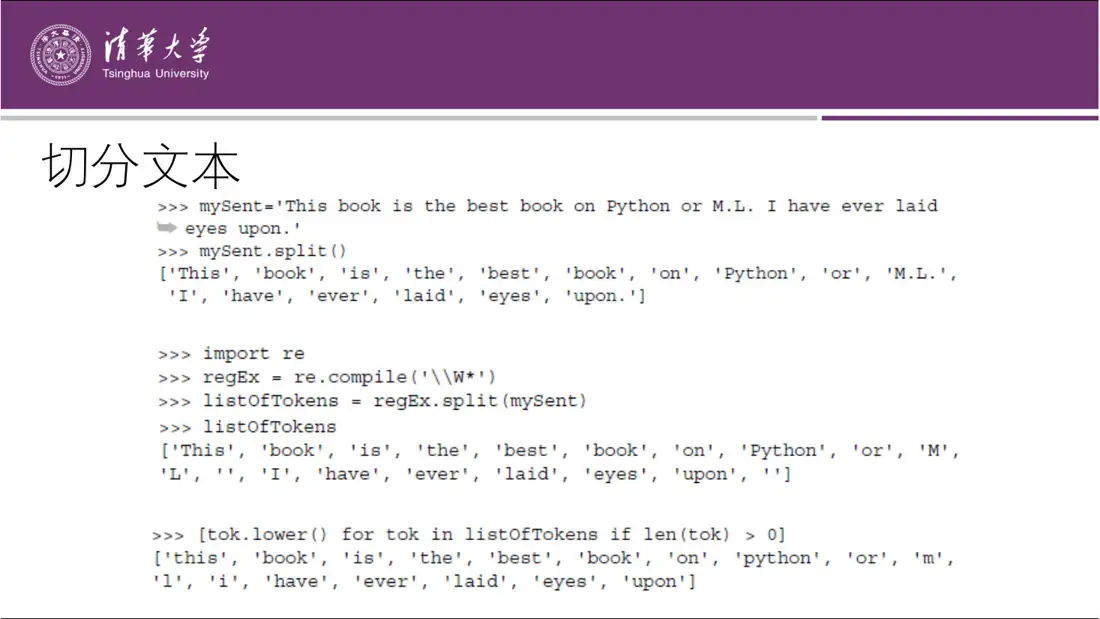 清华大学
Tsinghua University
切分文本
>>> mySent='This book is the best book on Python or M.L. I have ever laid
eyes upon.'
>>> mySent.split()
['This', 'book', 'is', 'the', 'best', 'book', 'on', 'Python', 'or', 'M.L.',
'I', 'have', 'ever', 'laid', 'eyes', 'upon.']
>>> import re
>>> regEx = re.compile('\\W*')
>>> listOfTokens = regEx.split(mySent)
>>> listOfTokens
['This', 'book', 'is', 'the', 'best', 'book', 'on', 'Python', 'or', 'M',
'L', '', 'I', 'have', 'ever', 'laid', 'eyes', 'upon', '']
>>> [tok.lower() for tok in listOfTokens if len(tok) > 0]
['this', 'book', 'is', 'the', 'best', 'book', 'on', 'python', 'or', 'm',
'l', 'i', 'have', 'ever', 'laid', 'eyes', 'upon']